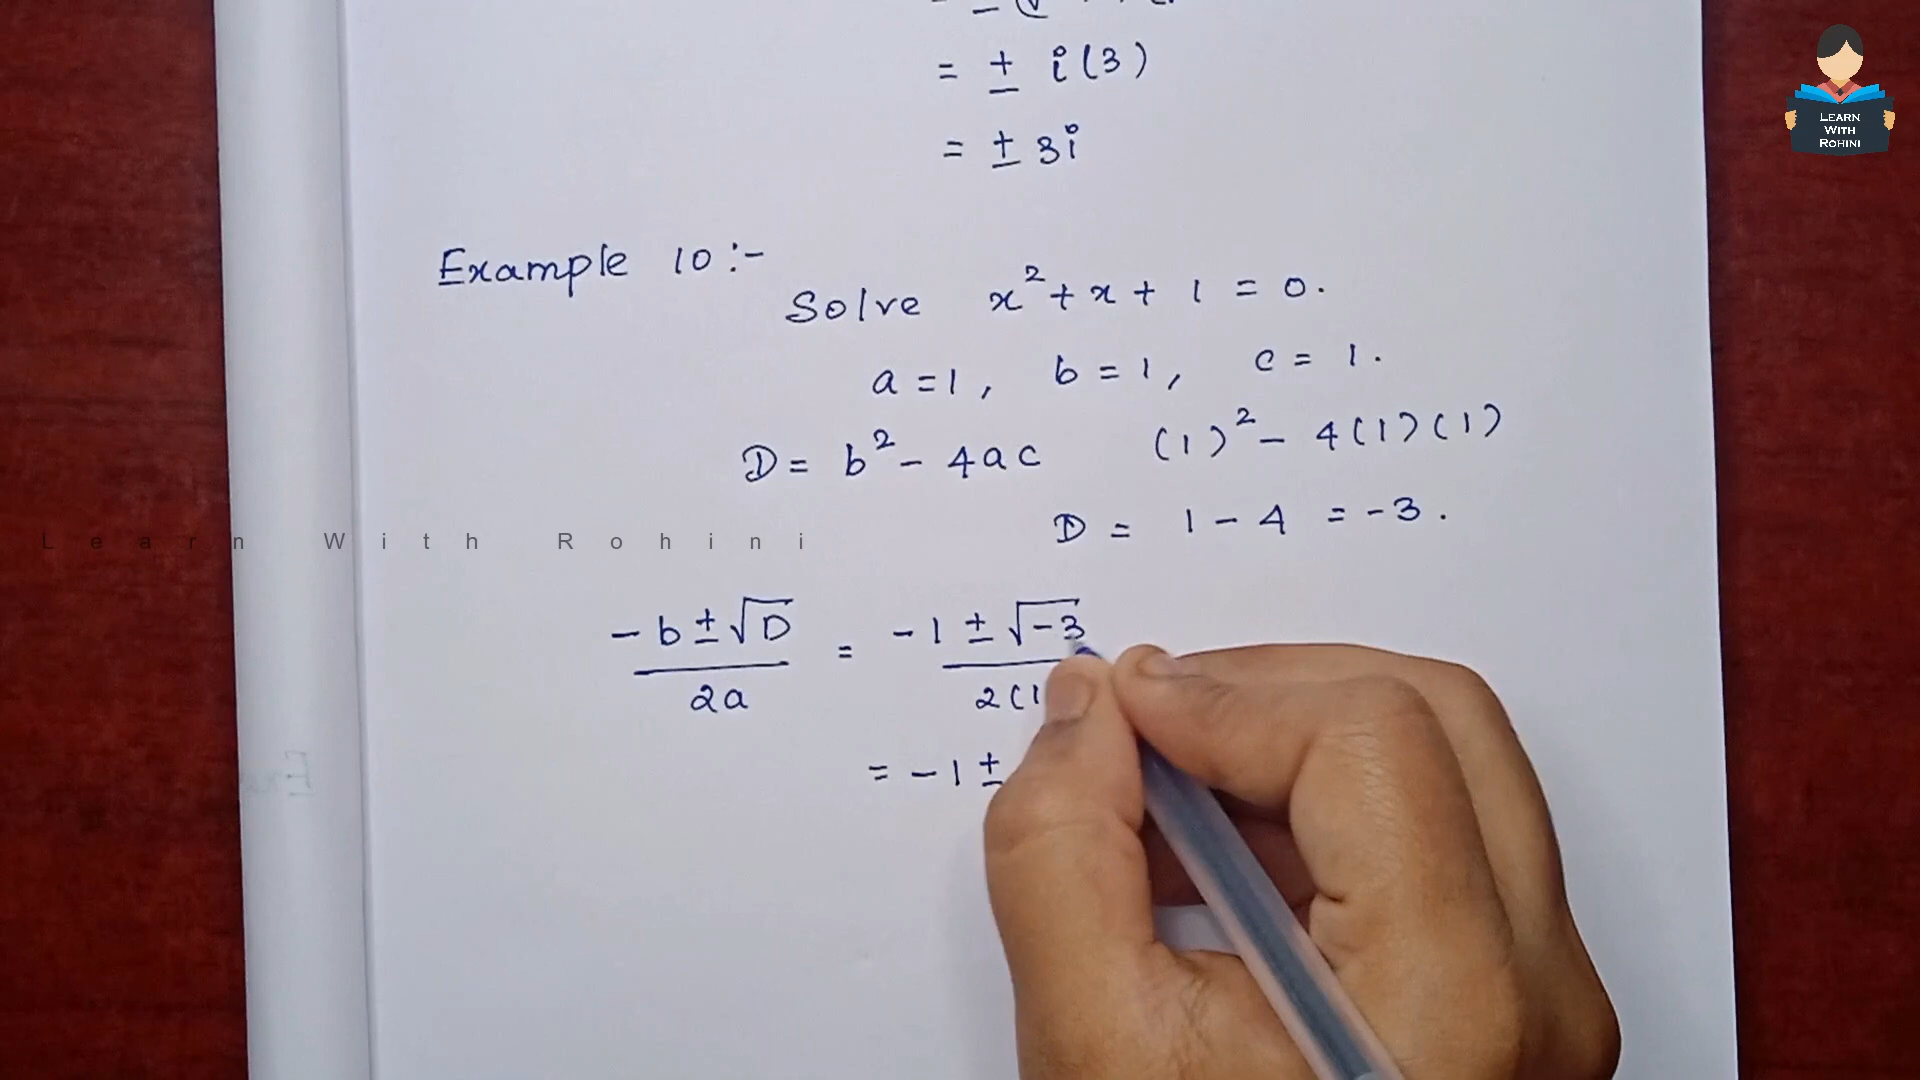 = ± i(3)
= ± 3i
LEARN
WITH
ROHINI
Example 10:-
Solve x²+x+1=0.
a=1, b=1, c=1.
D= b²-4ac (1)²-4(1)(1)
D = 1-4 = -3.
Learn With Rohini
-b±√D/2a = -1±√-3/2(1
= -1±